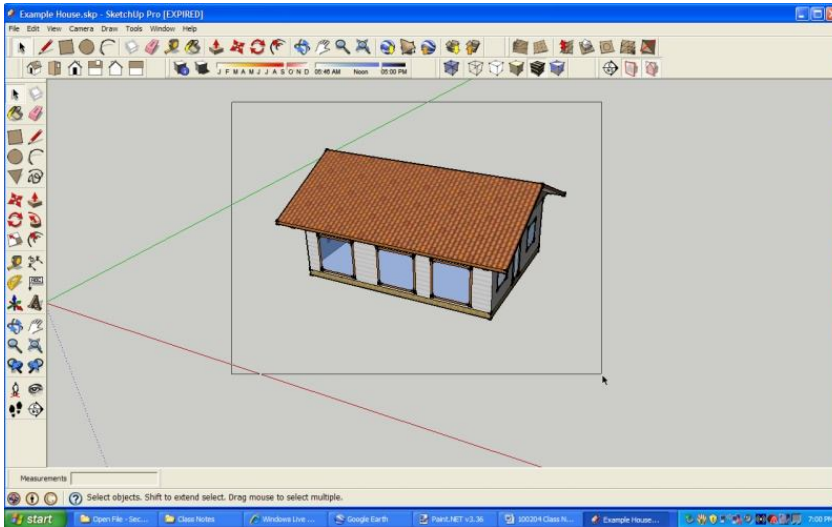 Example House.skp - SketchUp Pro [EXPIRED]
File Edit View Camera Draw Tools Window Help
J F M A M J J A S O N D 05:46 AM Noon 05:00 PM
Measurements
Select objects. Shift to extend select. Drag mouse to select multiple.
start Open File - Sec... Class Notes Windows Live ... Google Earth Paint.NET v3.36 100204 Class N... Example House... 7:00 PM